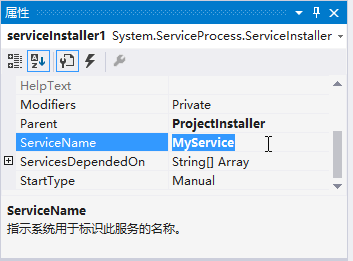 属性
serviceInstaller1 System.ServiceProcess.ServiceInstaller
HelpText
Modifiers Private
Parent ProjectInstaller
ServiceName MyService
ServicesDependedOn String[] Array
StartType Manual
ServiceName
指示系统用于标识此服务的名称。